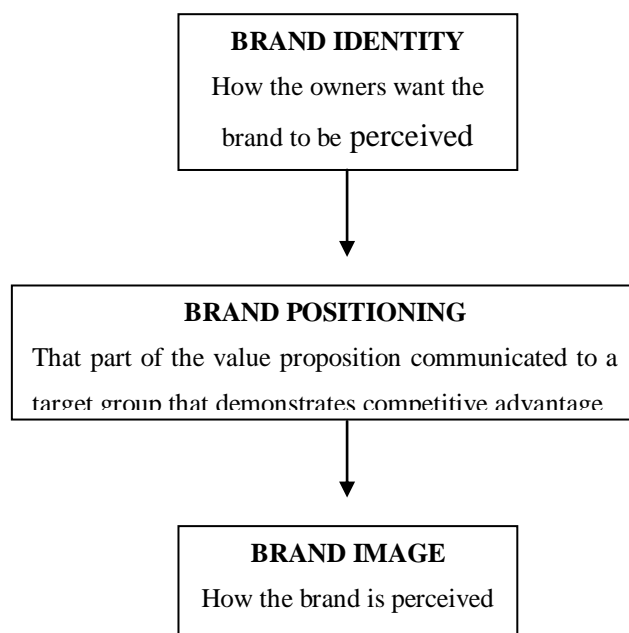 BRAND IDENTITY
How the owners want the
brand to be perceived
BRAND POSITIONING
That part of the value proposition communicated to a
target group that demonstrates competitive advantage
BRAND IMAGE
How the brand is perceived